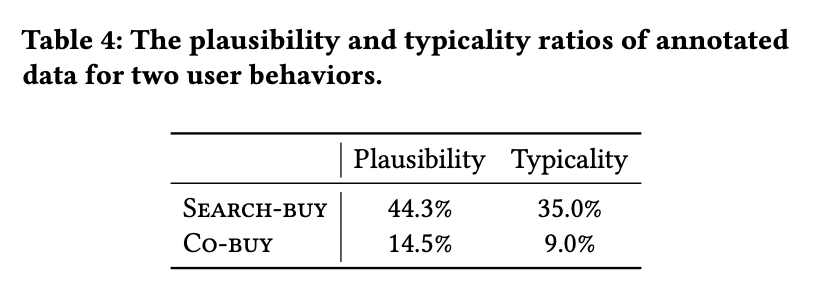 Table 4: The plausibility and typicality ratios of annotated
data for two user behaviors.
Plausibility Typicality
SEARCH-BUY 44.3% 35.0%
CO-BUY 14.5% 9.0%